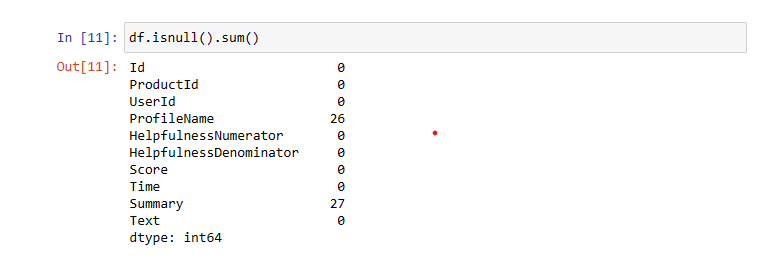 In [11]: df.isnull().sum()
Out[11]: Id 0
ProductId 0
UserId 0
ProfileName 26
HelpfulnessNumerator 0
HelpfulnessDenominator 0
Score 0
Time 0
Summary 27
Text 0
dtype: int64